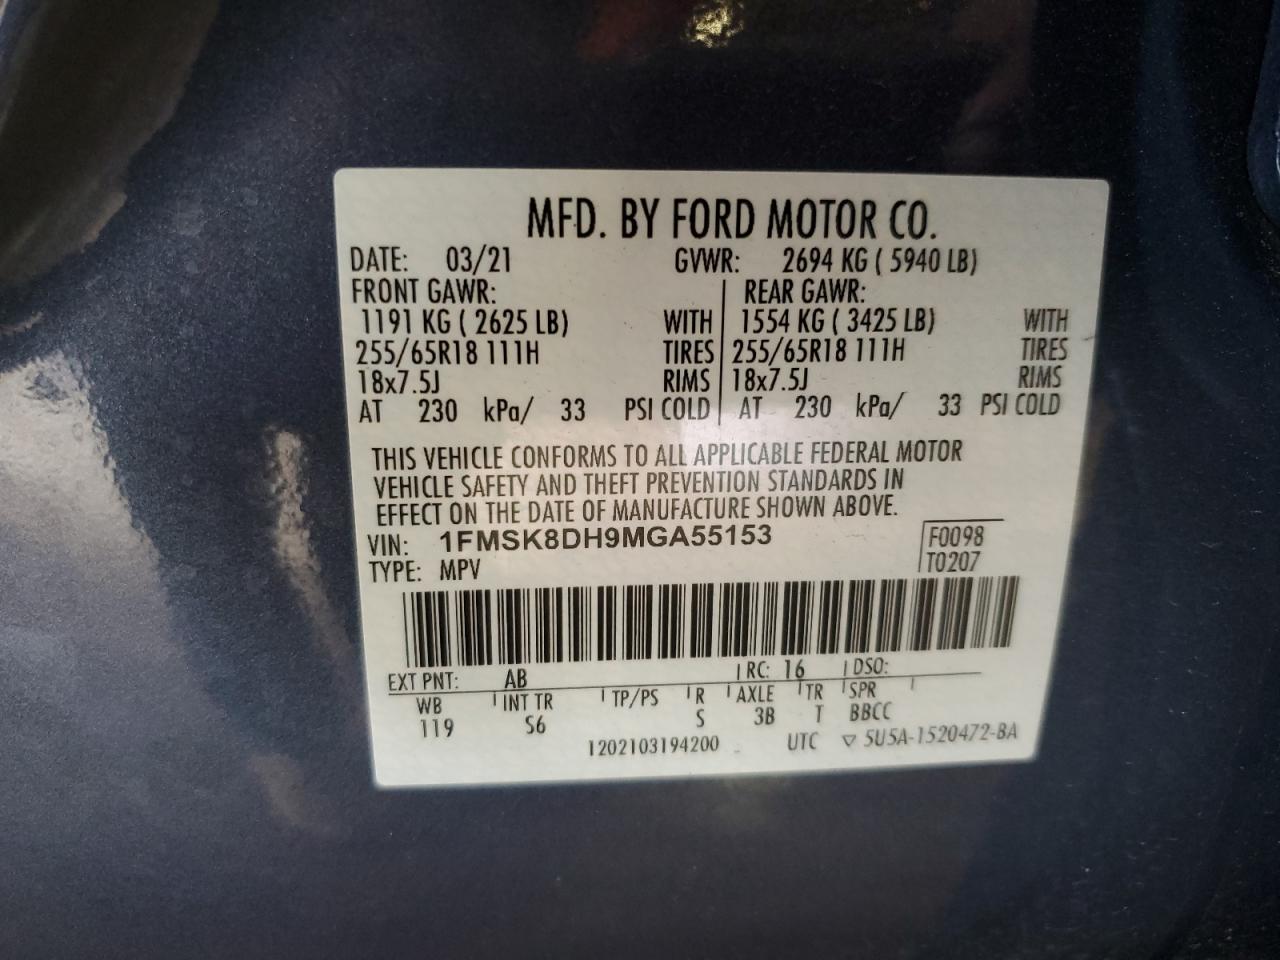 MFD. BY FORD MOTOR CO.
DATE: 03/21 GVWR: 2694 KG ( 5940 LB)
FRONT GAWR: REAR GAWR:
1191 KG ( 2625 LB) WITH 1554 KG ( 3425 LB) WITH
255/65R18 111H TIRES 255/65R18 111H TIRES
18x7.5J RIMS 18x7.5J RIMS
AT 230 kPa/ 33 PSI COLD AT 230 kPa/ 33 PSI COLD
THIS VEHICLE CONFORMS TO ALL APPLICABLE FEDERAL MOTOR
VEHICLE SAFETY AND THEFT PREVENTION STANDARDS IN
EFFECT ON THE DATE OF MANUFACTURE SHOWN ABOVE.
VIN: 1FMSK8DH9MGA55153 F0098
TYPE: MPV T0207
EXT PNT: AB RC: 16 DSO:
WB INT TR TP/PS R AXLE TR SPR
119 S6 S 3B T BBCC
1202103194200 UTC ▽ 5U5A-1520472-BA